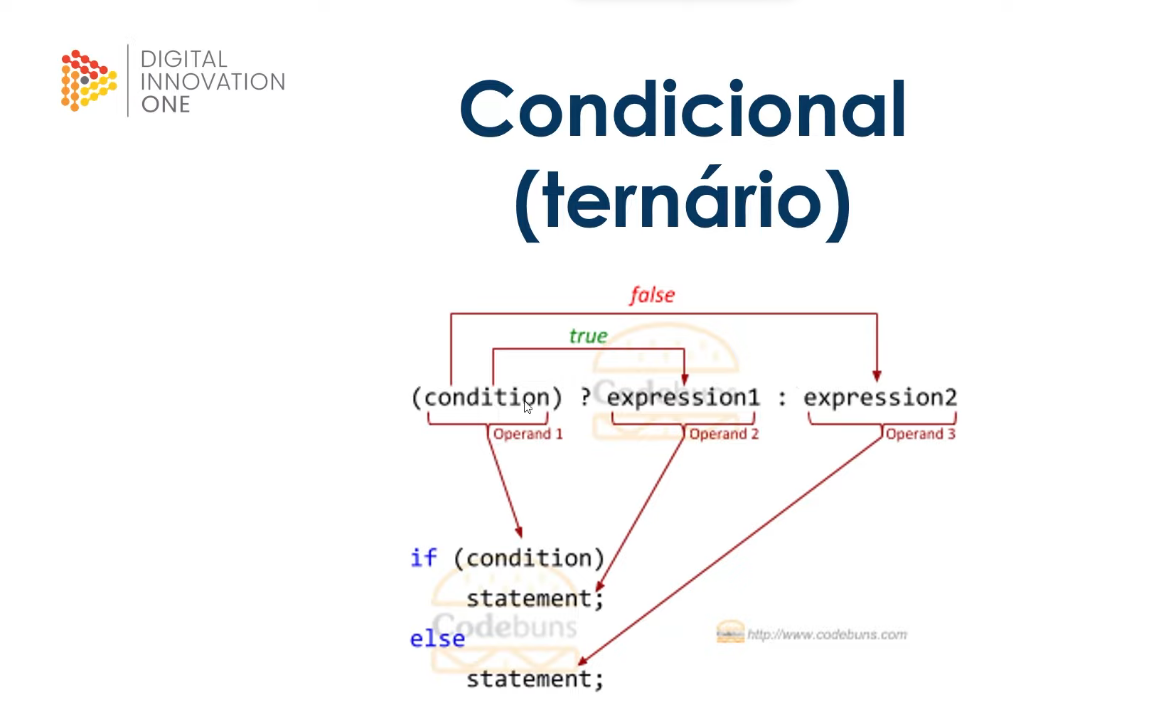 DIGITAL
INNOVATION
ONE
Condicional
(ternário)
false
true
(condition) ? expression1 : expression2
Operand 1 Operand 2 Operand 3
if (condition)
statement;
else
statement;
Codebuns
Codebuns
http://www.codebuns.com